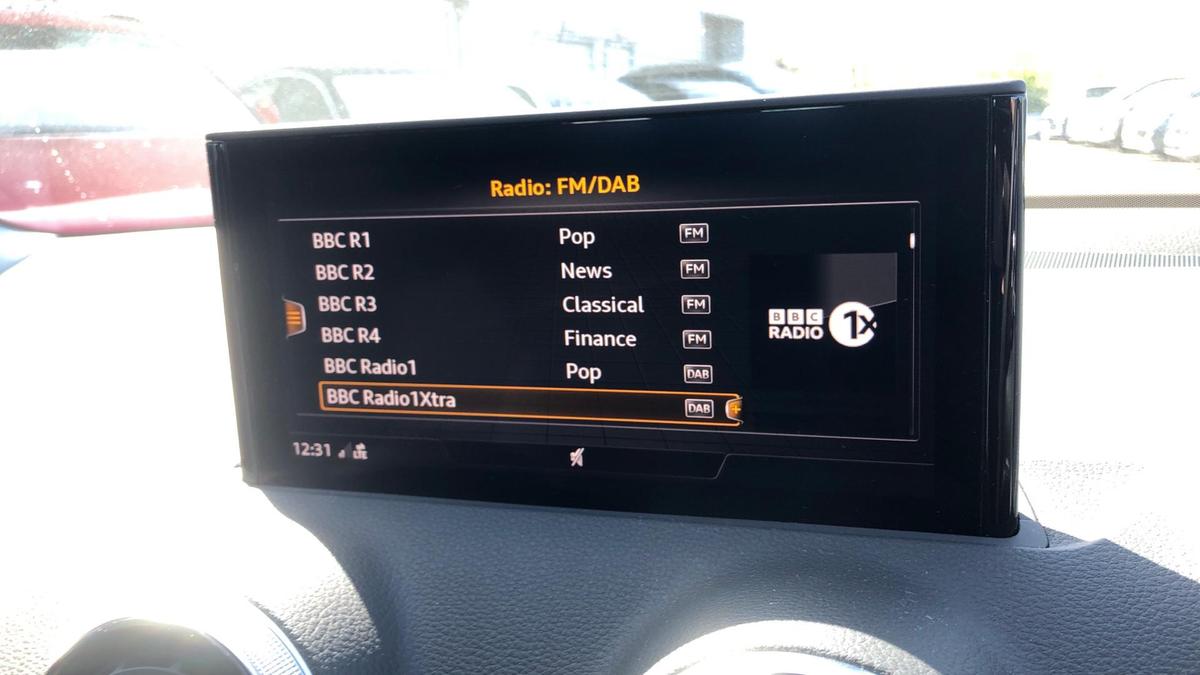 Radio: FM/DAB
BBC R1 Pop FM
BBC R2 News FM
BBC R3 Classical FM
BBC R4 Finance FM
BBC Radio1 Pop DAB
BBC Radio1Xtra DAB +
BBC
RADIO 1X
12:31 LTE